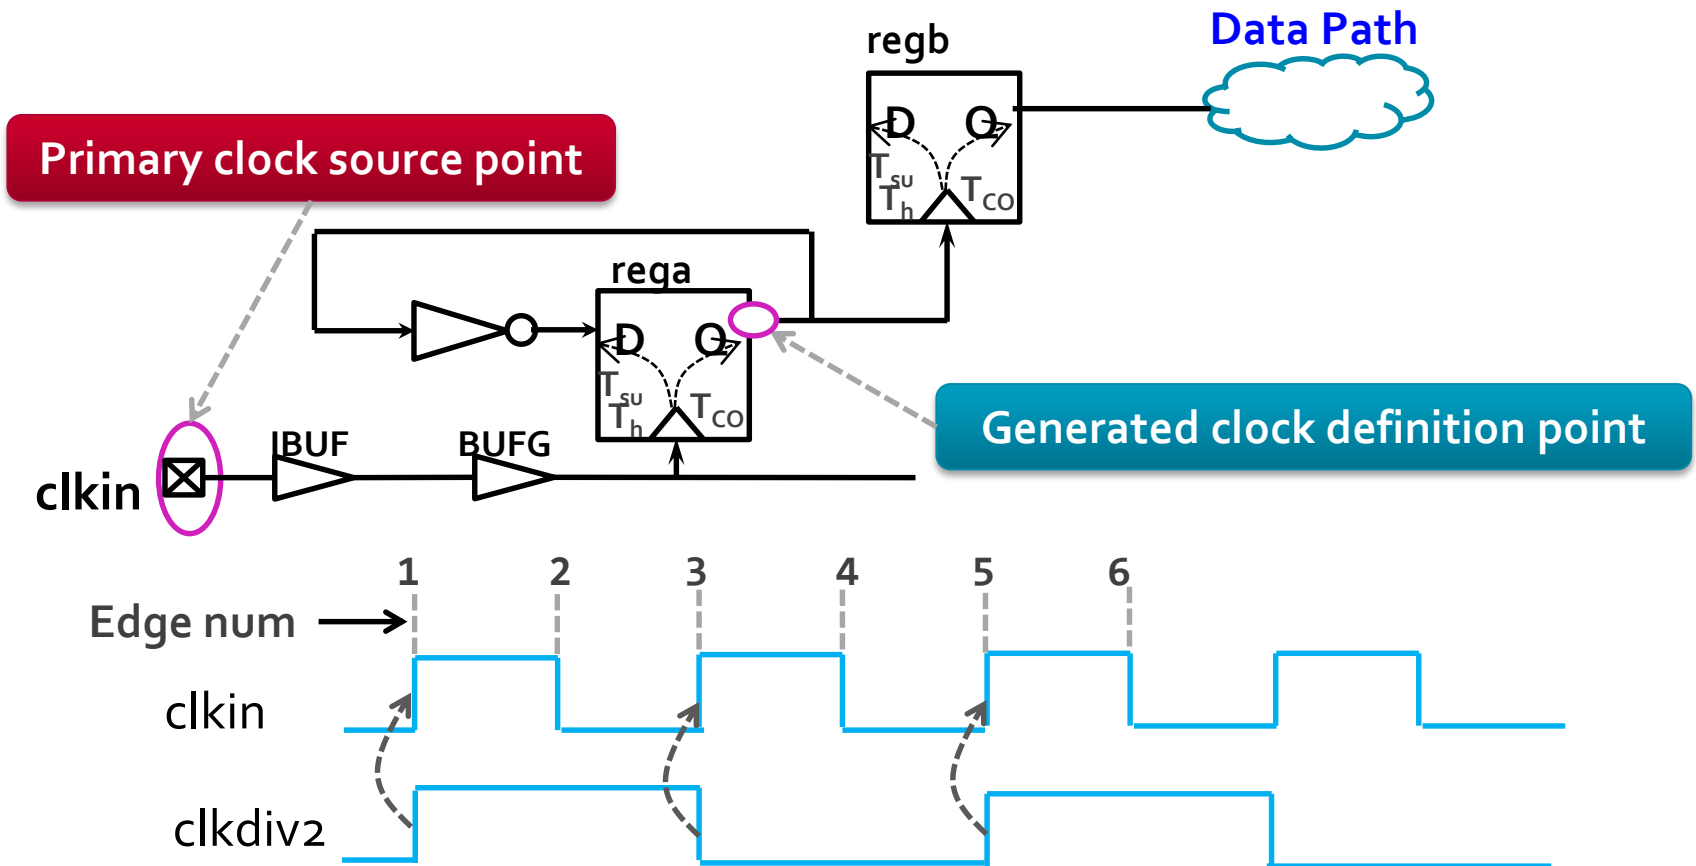 regb
Data Path
D Q
Tsu
Th
TCO
Primary clock source point
rega
D Q
Tsu
Th
TCO
Generated clock definition point
IBUF BUFG
clkin
1 2 3 4 5 6
Edge num
clkin
clkdiv2